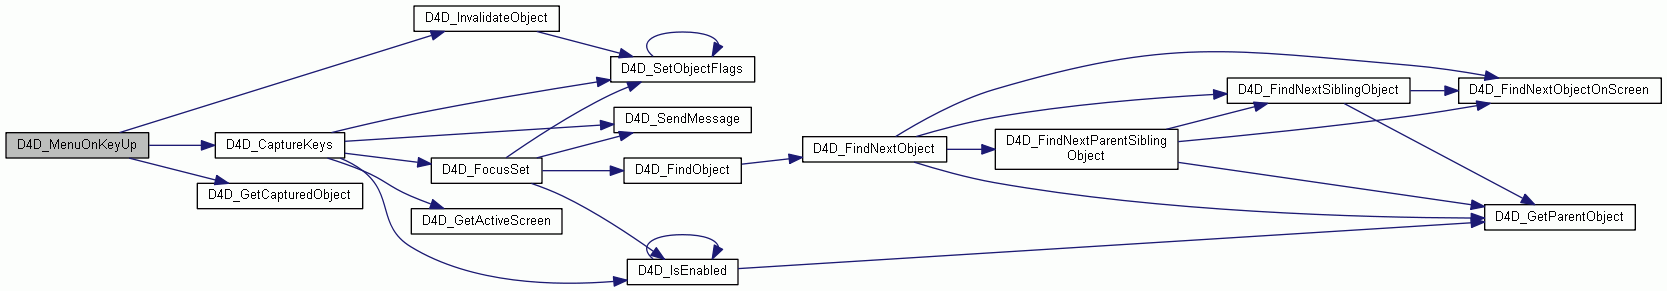 D4D_InvalidateObject
D4D_SetObjectFlags
D4D_FindNextSiblingObject
D4D_FindNextObjectOnScreen
D4D_SendMessage
D4D_MenuOnKeyUp
D4D_CaptureKeys
D4D_FindNextObject
D4D_FindNextParentSibling
Object
D4D_FocusSet
D4D_FindObject
D4D_GetCapturedObject
D4D_GetActiveScreen
D4D_GetParentObject
D4D_IsEnabled